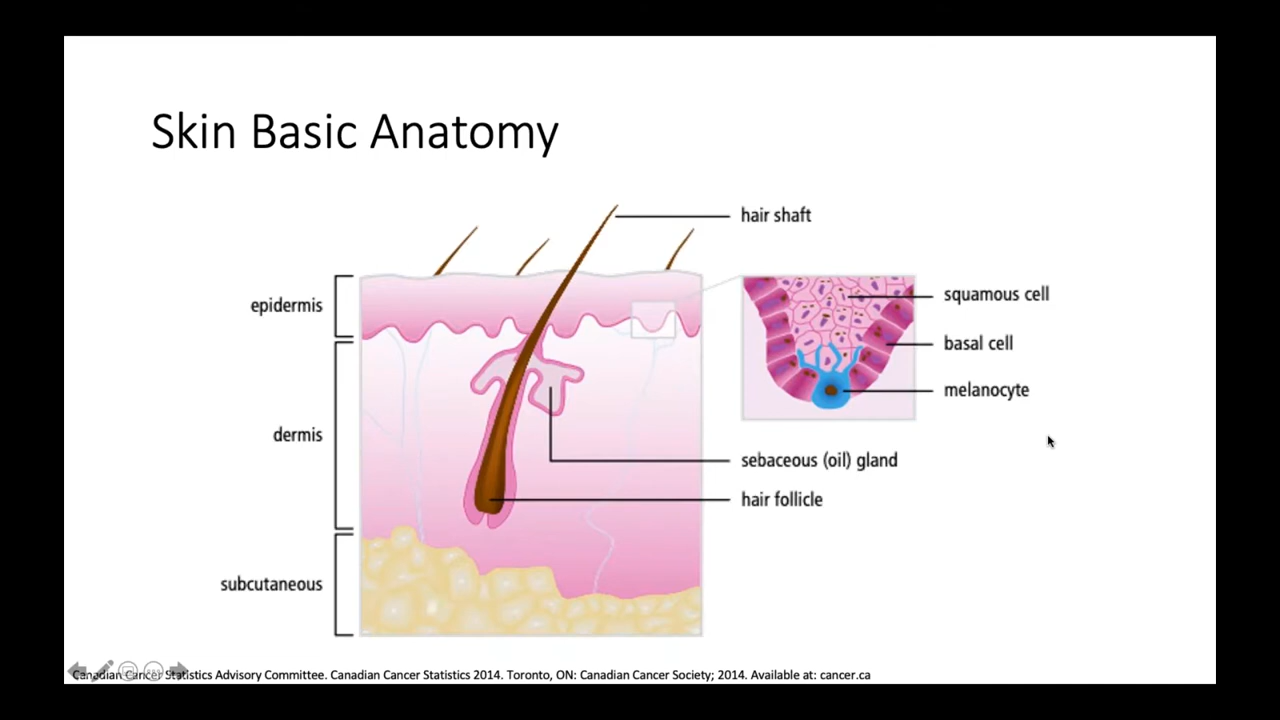 Skin Basic Anatomy
hair shaft
epidermis
squamous cell
basal cell
melanocyte
dermis
sebaceous (oil) gland
hair follicle
subcutaneous
Canadian Cancer Statistics Advisory Committee. Canadian Cancer Statistics 2014. Toronto, ON: Canadian Cancer Society; 2014. Available at: cancer.ca